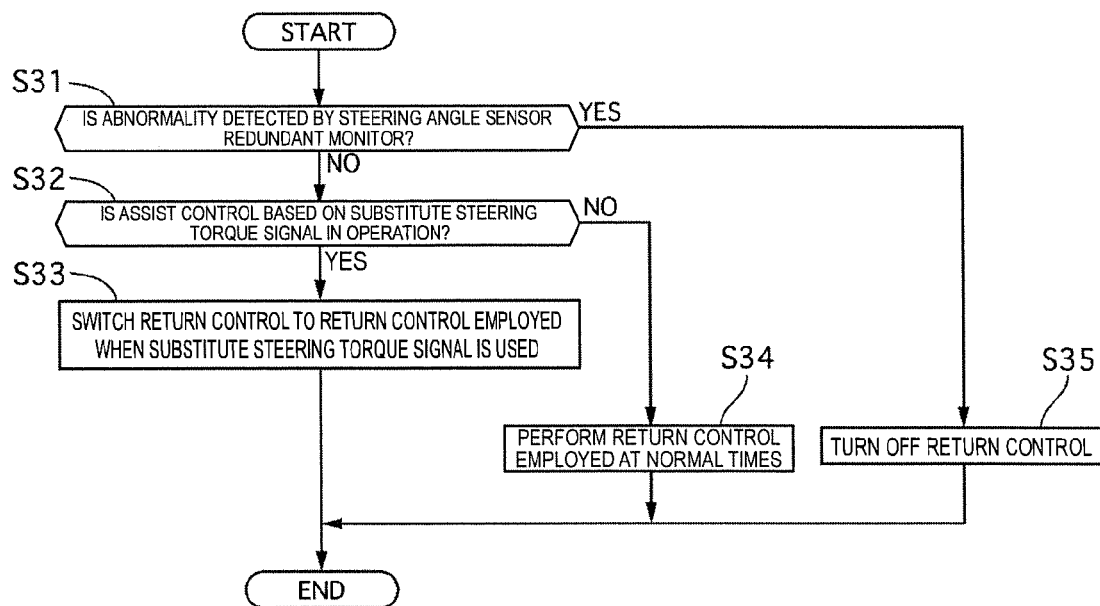 START
S31
IS ABNORMALITY DETECTED BY STEERING ANGLE SENSOR
REDUNDANT MONITOR?
YES
NO
S32
IS ASSIST CONTROL BASED ON SUBSTITUTE STEERING
TORQUE SIGNAL IN OPERATION?
NO
YES
S33
SWITCH RETURN CONTROL TO RETURN CONTROL EMPLOYED
WHEN SUBSTITUTE STEERING TORQUE SIGNAL IS USED
S34
PERFORM RETURN CONTROL
EMPLOYED AT NORMAL TIMES
S35
TURN OFF RETURN CONTROL
END